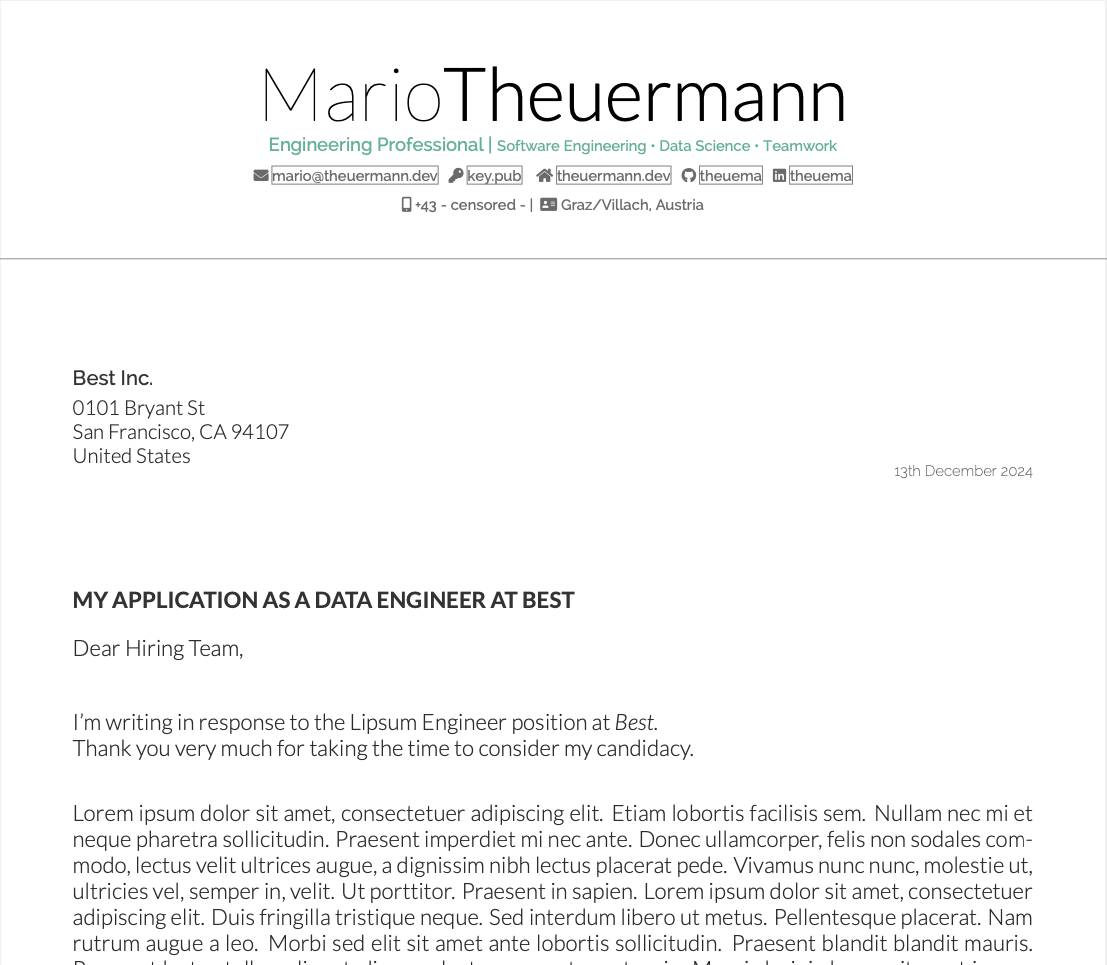 MarioTheuermann
Engineering Professional | Software Engineering • Data Science • Teamwork
mario@theuermann.dev key.pub theuermann.dev theuema theuema
+43 - censored - | Graz/Villach, Austria
Best Inc.
0101 Bryant St
San Francisco, CA 94107
United States
13th December 2024
MY APPLICATION AS A DATA ENGINEER AT BEST
Dear Hiring Team,
I’m writing in response to the Lipsum Engineer position at Best.
Thank you very much for taking the time to consider my candidacy.
Lorem ipsum dolor sit amet, consectetuer adipiscing elit. Etiam lobortis facilisis sem. Nullam nec mi et
neque pharetra sollicitudin. Praesent imperdiet mi nec ante. Donec ullamcorper, felis non sodales com-
modo, lectus velit ultrices augue, a dignissim nibh lectus placerat pede. Vivamus nunc nunc, molestie ut,
ultricies vel, semper in, velit. Ut porttitor. Praesent in sapien. Lorem ipsum dolor sit amet, consectetuer
adipiscing elit. Duis fringilla tristique neque. Sed interdum libero ut metus. Pellentesque placerat. Nam
rutrum augue a leo. Morbi sed elit sit amet ante lobortis sollicitudin. Praesent blandit blandit mauris.